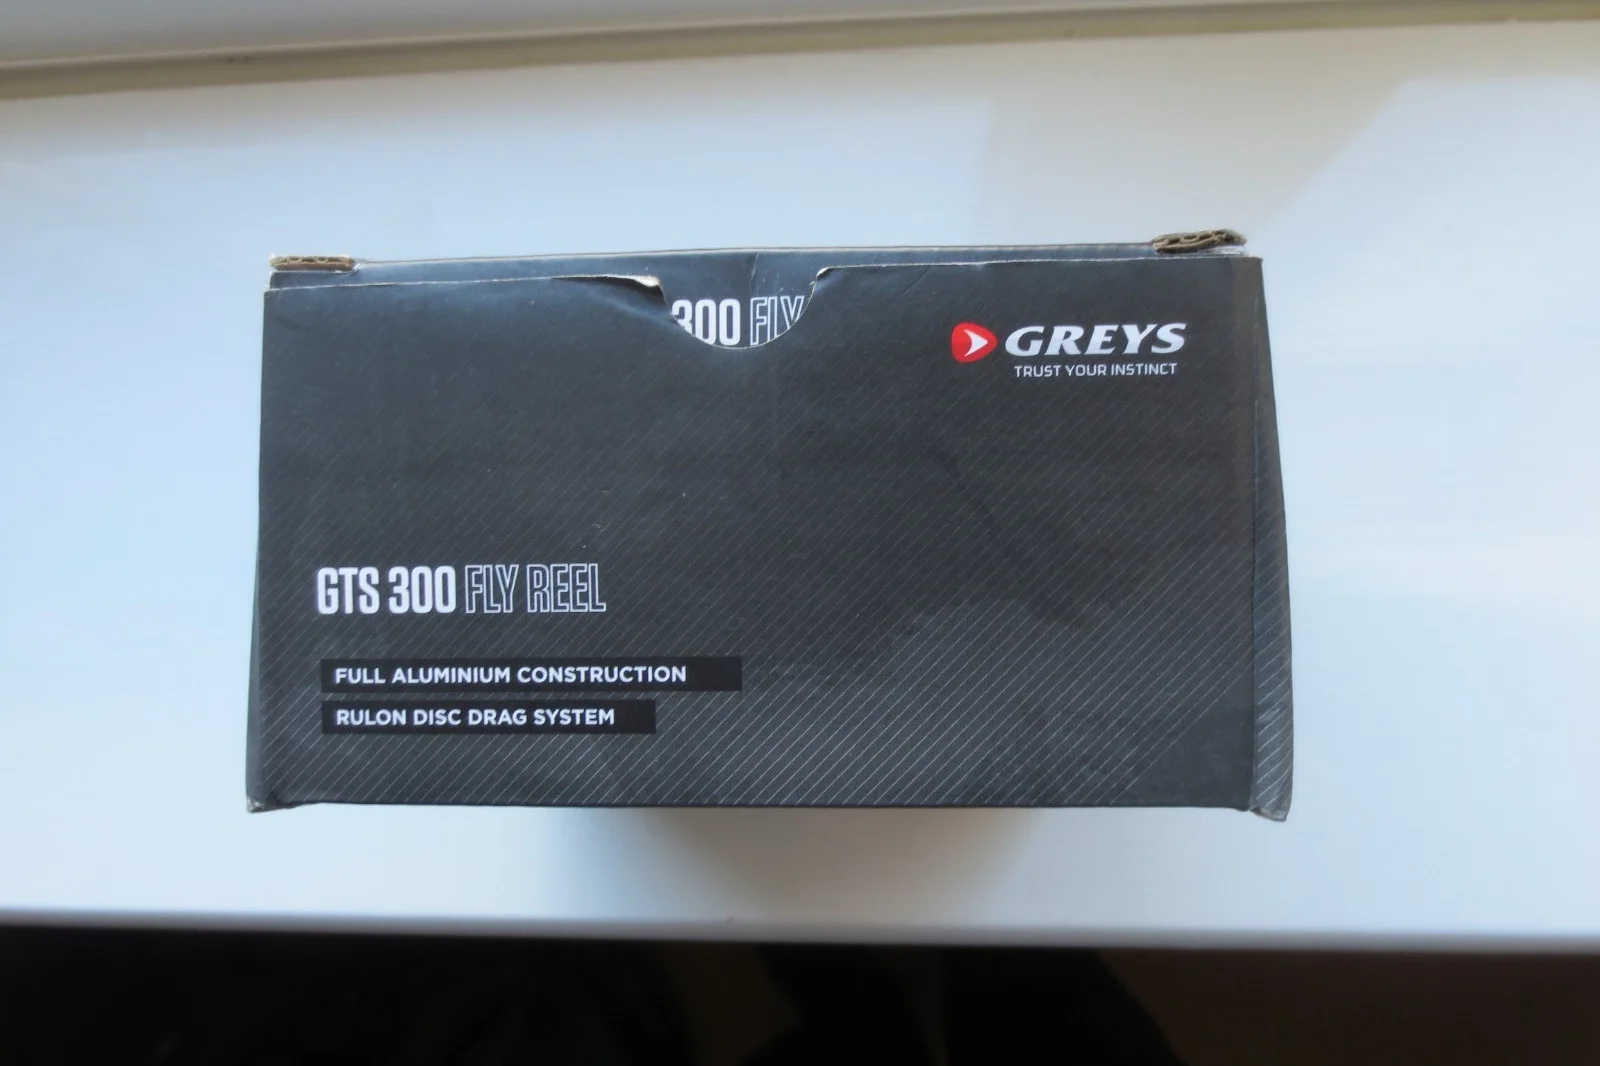 300 FLY
GREYS
TRUST YOUR INSTINCT
GTS 300 FLY REEL
FULL ALUMINIUM CONSTRUCTION
RULON DISC DRAG SYSTEM